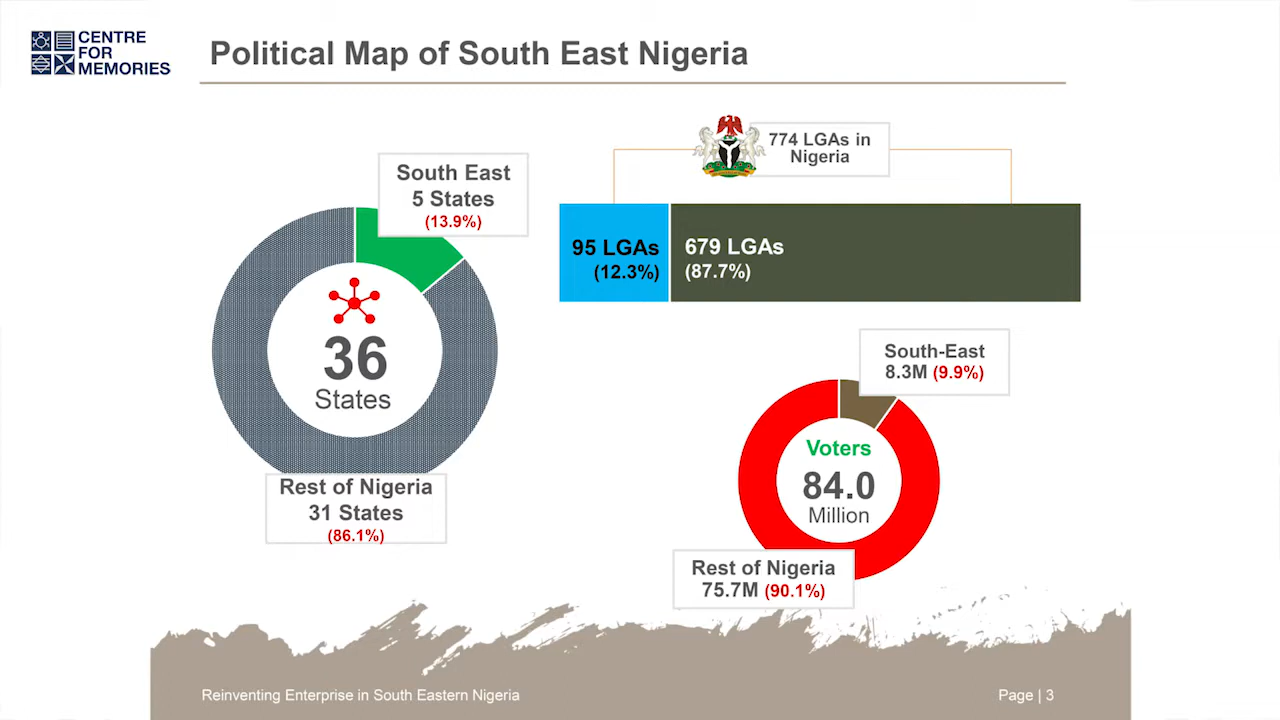 CENTRE
FOR
MEMORIES
Political Map of South East Nigeria
774 LGAs in
Nigeria
South East
5 States
(13.9%)
95 LGAs
(12.3%)
679 LGAs
(87.7%)
36
States
South-East
8.3M (9.9%)
Voters
84.0
Million
Rest of Nigeria
31 States
(86.1%)
Rest of Nigeria
75.7M (90.1%)
Reinventing Enterprise in South Eastern Nigeria
Page | 3